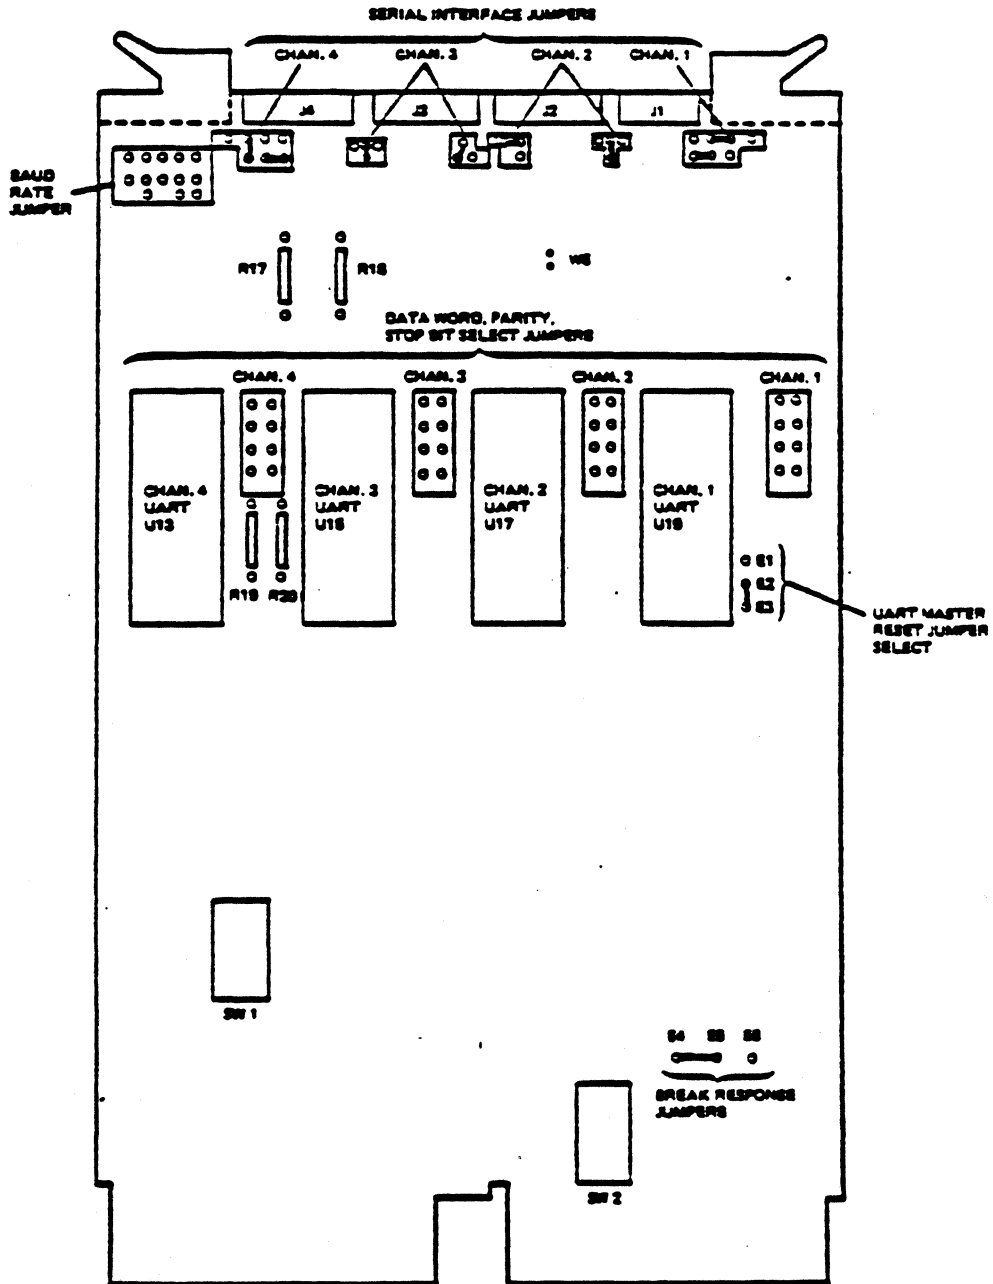 SERIAL INTERFACE JUMPERS
CHAN. 4
CHAN. 3
CHAN. 2
CHAN. 1
J4
J3
J2
J1
BAUD
RATE
JUMPER
R17
R18
W5
DATA WORD, PARITY,
STOP BIT SELECT JUMPERS
CHAN. 4
CHAN. 3
CHAN. 2
CHAN. 1
CHAN. 4
UART
U13
CHAN. 3
UART
U15
CHAN. 2
UART
U17
CHAN. 1
UART
U19
R19
R20
E1
E2
E3
UART MASTER
RESET JUMPER
SELECT
SW 1
E4
E5
E6
BREAK RESPONSE
JUMPERS
SW 2